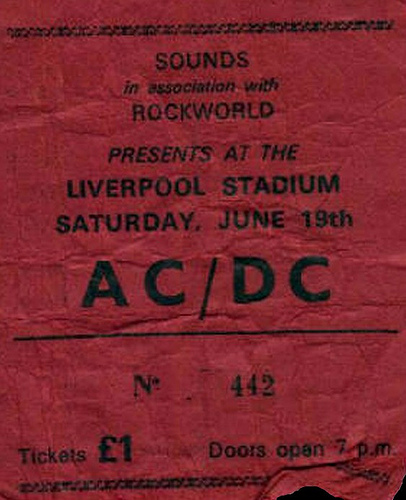 SOUNDS
in association with
ROCKWORLD
PRESENTS AT THE
LIVERPOOL STADIUM
SATURDAY, JUNE 19th
AC/DC
Nº 442
Tickets £1 Doors open 7 p.m.